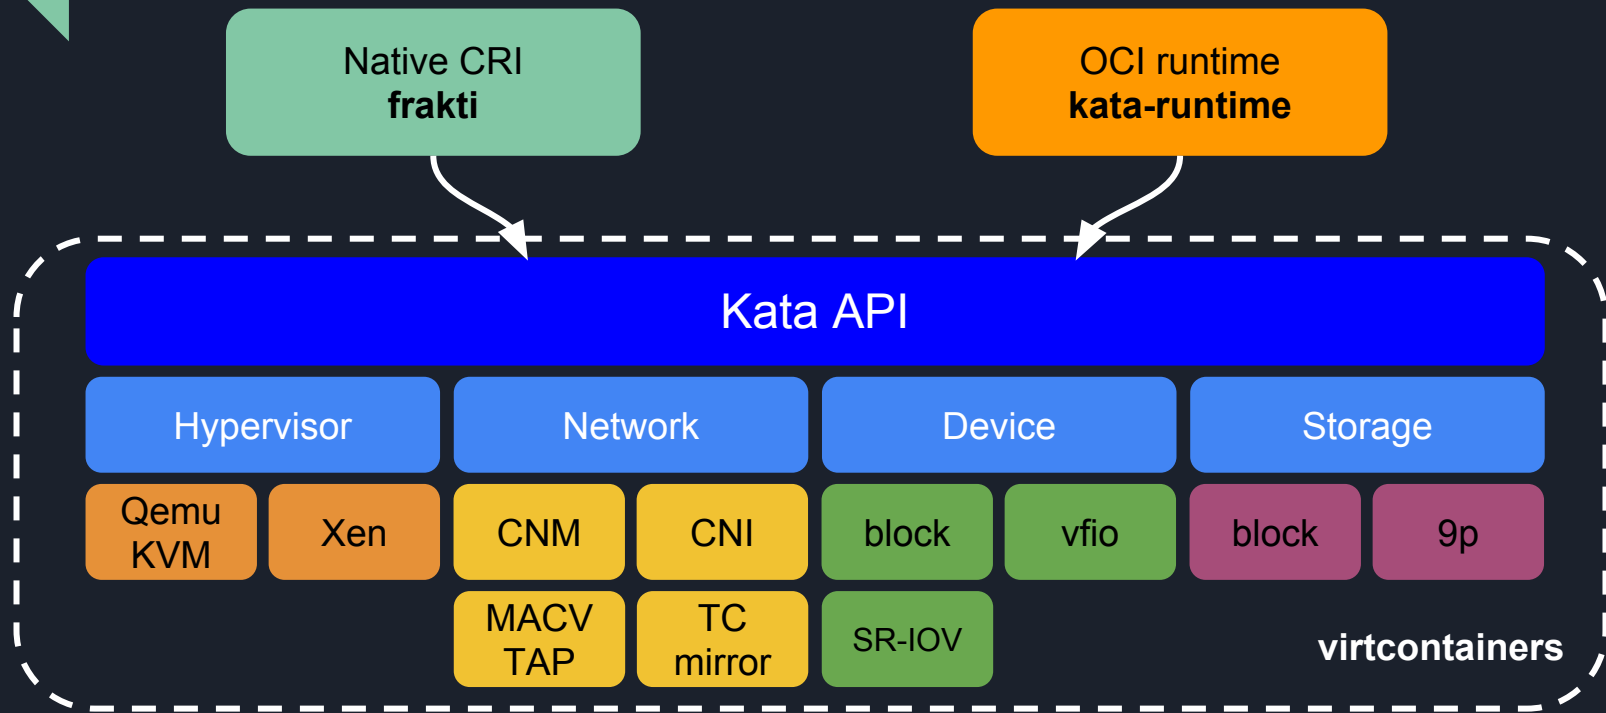 Native CRI
frakti
OCI runtime
kata-runtime
Kata API
Hypervisor
Network
Device
Storage
Qemu
KVM
Xen
CNM
CNI
block
vfio
block
9p
MACV
TAP
TC
mirror
SR-IOV
virtcontainers